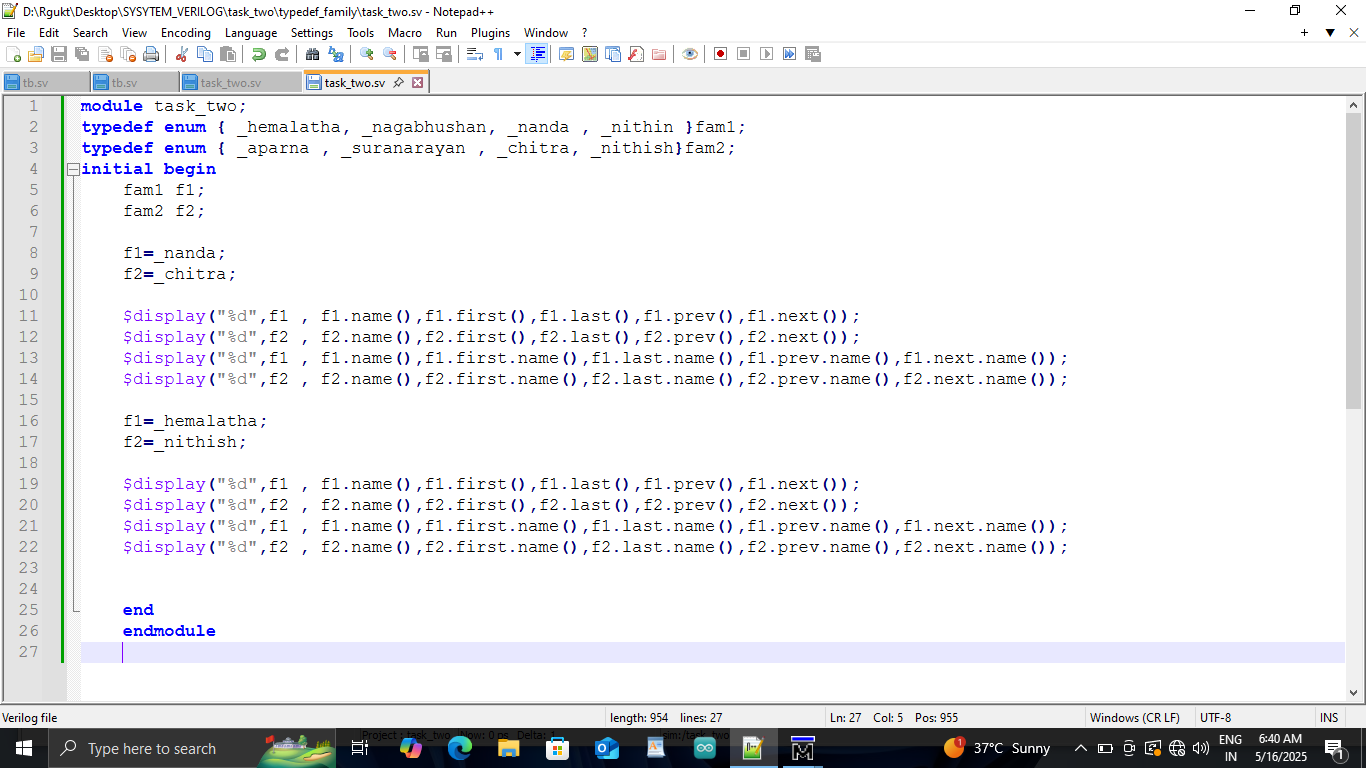 D:\Rgukt\Desktop\SYSYTEM_VERILOG\task_two\typedef_family\task_two.sv - Notepad++
File Edit Search View Encoding Language Settings Tools Macro Run Plugins Window ?
tb.sv tb.sv task_two.sv task_two.sv
1 module task_two;
2 typedef enum { _hemalatha, _nagabhushan, _nanda , _nithin }fam1;
3 typedef enum { _aparna , _suranarayan , _chitra, _nithish}fam2;
4 initial begin
5 fam1 f1;
6 fam2 f2;
7
8 f1=_nanda;
9 f2=_chitra;
10
11 $display("%d",f1 , f1.name(),f1.first(),f1.last(),f1.prev(),f1.next());
12 $display("%d",f2 , f2.name(),f2.first(),f2.last(),f2.prev(),f2.next());
13 $display("%d",f1 , f1.name(),f1.first.name(),f1.last.name(),f1.prev.name(),f1.next.name());
14 $display("%d",f2 , f2.name(),f2.first.name(),f2.last.name(),f2.prev.name(),f2.next.name());
15
16 f1=_hemalatha;
17 f2=_nithish;
18
19 $display("%d",f1 , f1.name(),f1.first(),f1.last(),f1.prev(),f1.next());
20 $display("%d",f2 , f2.name(),f2.first(),f2.last(),f2.prev(),f2.next());
21 $display("%d",f1 , f1.name(),f1.first.name(),f1.last.name(),f1.prev.name(),f1.next.name());
22 $display("%d",f2 , f2.name(),f2.first.name(),f2.last.name(),f2.prev.name(),f2.next.name());
23
24
25 end
26 endmodule
27
Verilog file length: 954 lines: 27 Ln: 27 Col: 5 Pos: 955 Windows (CR LF) UTF-8 INS
Project : task_two Now: 0 ps Delta: 1 sim:/task_two
Type here to search 1 37°C Sunny ENG 6:40 AM
IN 5/16/2025 1